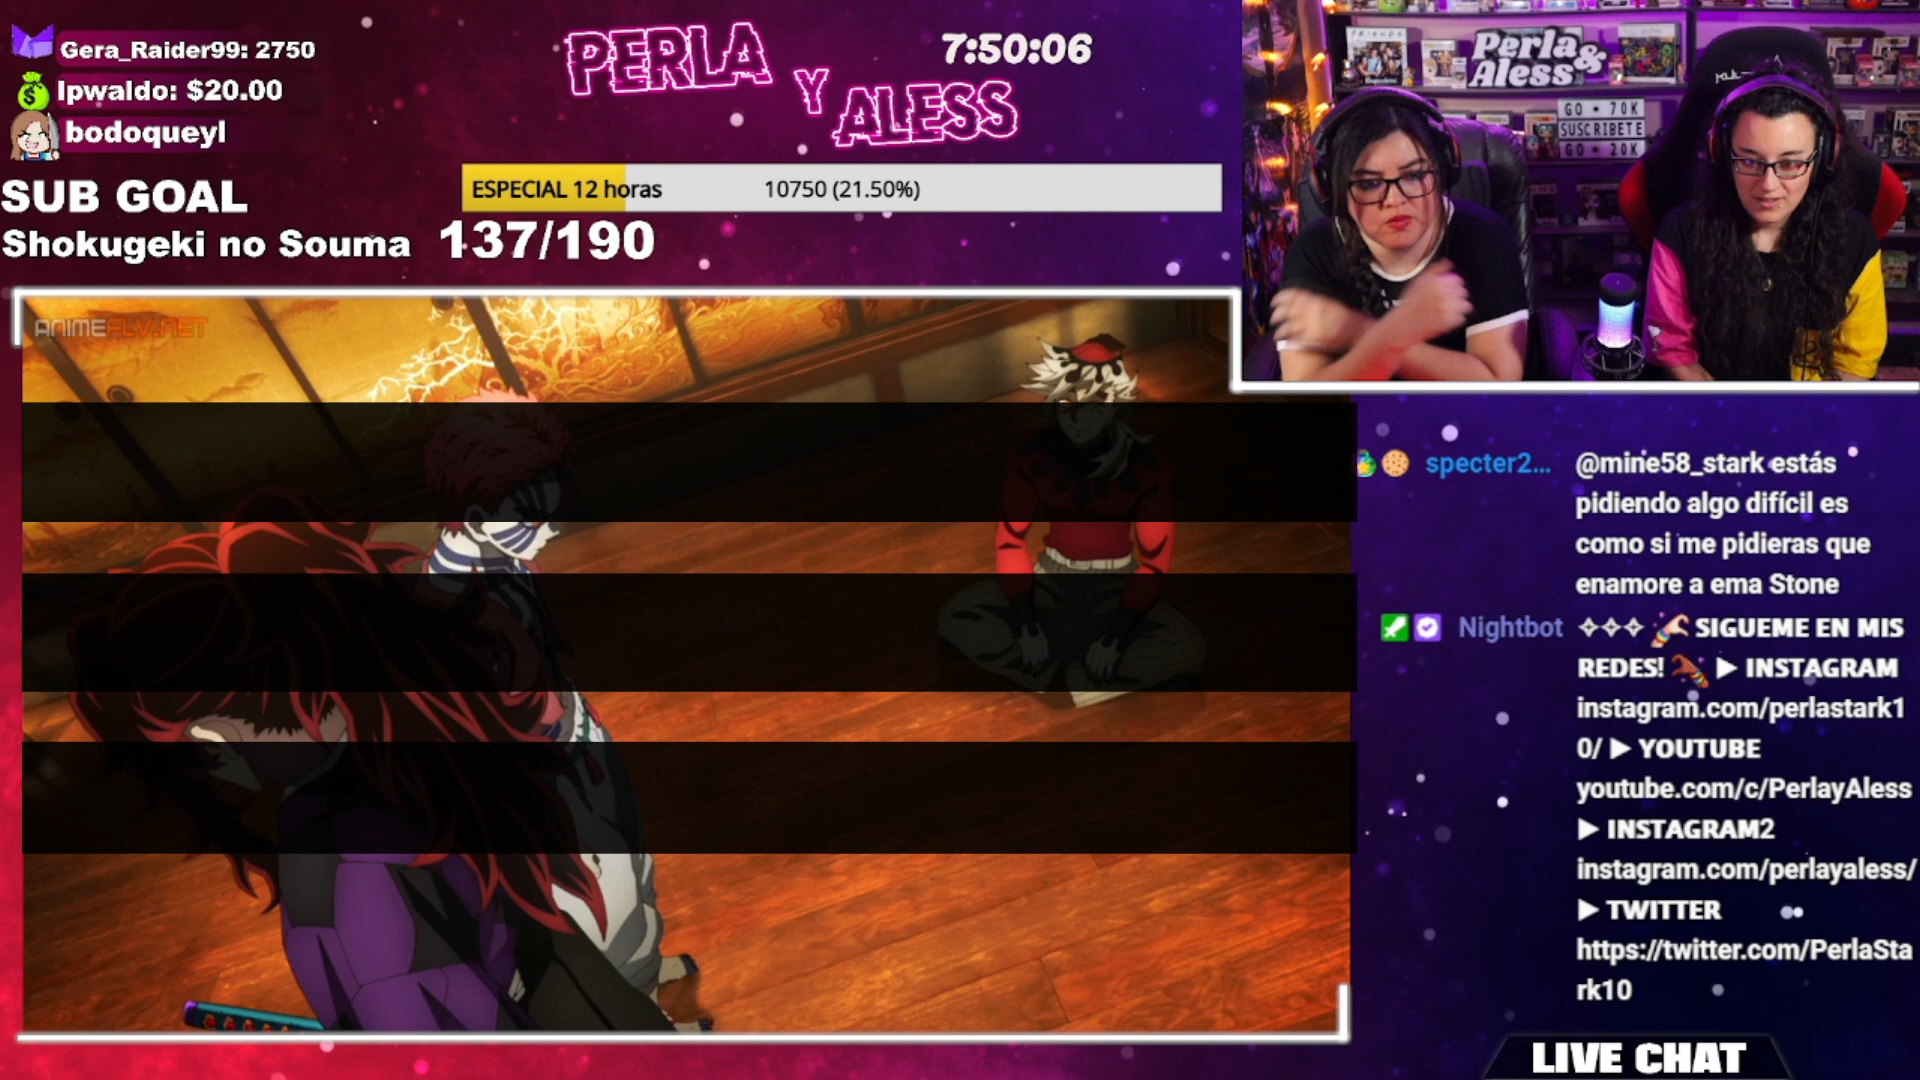 Gera_Raider99: 2750
lpwaldo: $20.00
bodoqueyl
SUB GOAL
Shokugeki no Souma 137/190
PERLA
Y
ALESS
7:50:06
ESPECIAL 12 horas 10750 (21.50%)
FRIENDS
Perla&
Aless
GO * 70K
SUSCRIBETE
GO * 20K
ANIMEFLV.NET
specter2... @mine58_stark estás
pidiendo algo difícil es
como si me pidieras que
enamore a ema Stone
Nightbot ✧✧✧ SIGUEME EN MIS
REDES! ► INSTAGRAM
instagram.com/perlastark1
0/ ► YOUTUBE
youtube.com/c/PerlayAless
► INSTAGRAM2
instagram.com/perlayaless/
► TWITTER
https://twitter.com/PerlaSta
rk10
LIVE CHAT